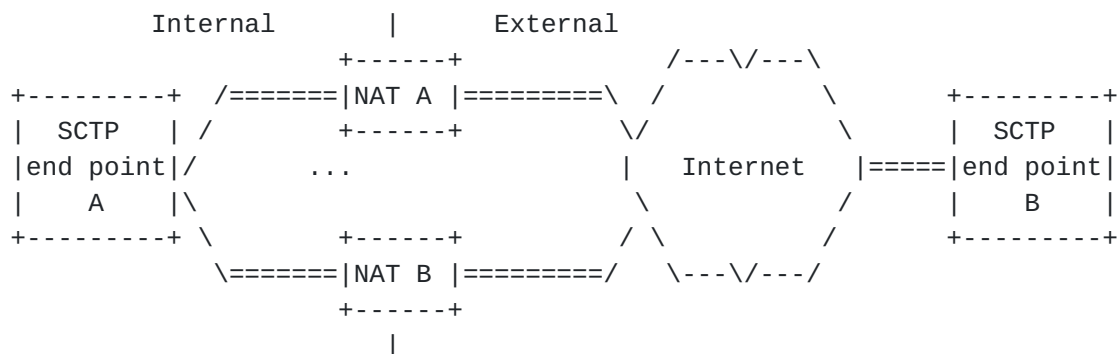 Internal        |      External
                      +------+              /---\/---\
+---------+  /=======|NAT A |=========\  /          \       +---------+
|  SCTP   | /        +------+          \/            \      |  SCTP   |
|end point|/        ...                |   Internet   |=====|end point|
|    A    |\                            \            /      |    B    |
+---------+ \        +------+          / \          /       +---------+
             \=======|NAT B |=========/   \---\/---/
                     +------+
                        |